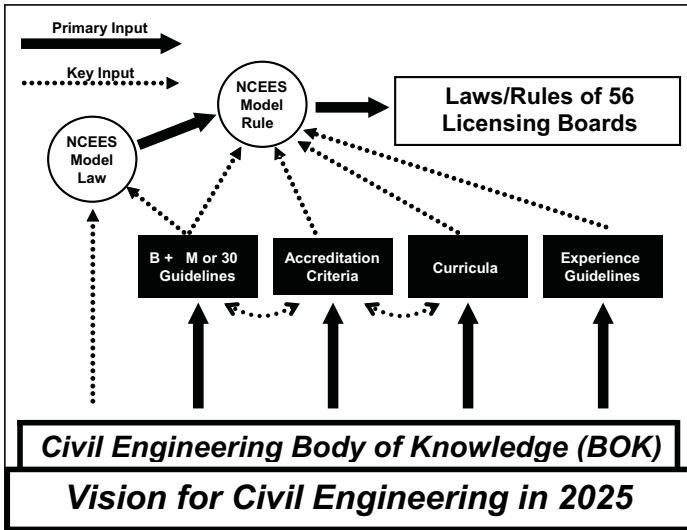 Primary Input
Key Input
NCEES
Model
Rule
Laws/Rules of 56
Licensing Boards
NCEES
Model
Law
B + M or 30
Guidelines
Accreditation
Criteria
Curricula
Experience
Guidelines
Civil Engineering Body of Knowledge (BOK)
Vision for Civil Engineering in 2025